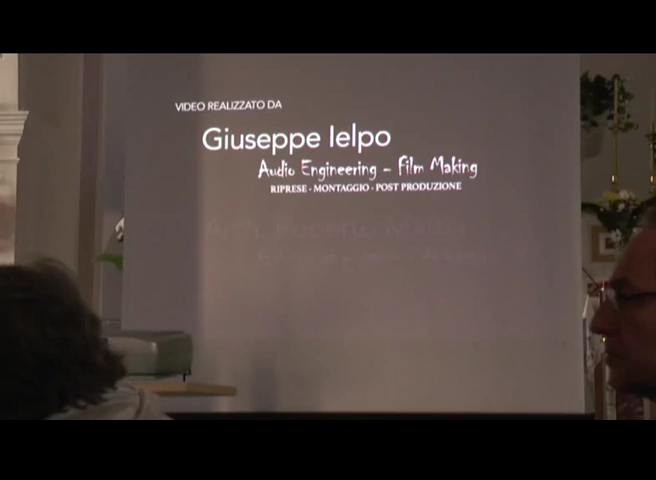 VIDEO REALIZZATO DA
Giuseppe Ielpo
Audio Engineering - Film Making
RIPRESE - MONTAGGIO - POST PRODUZIONE